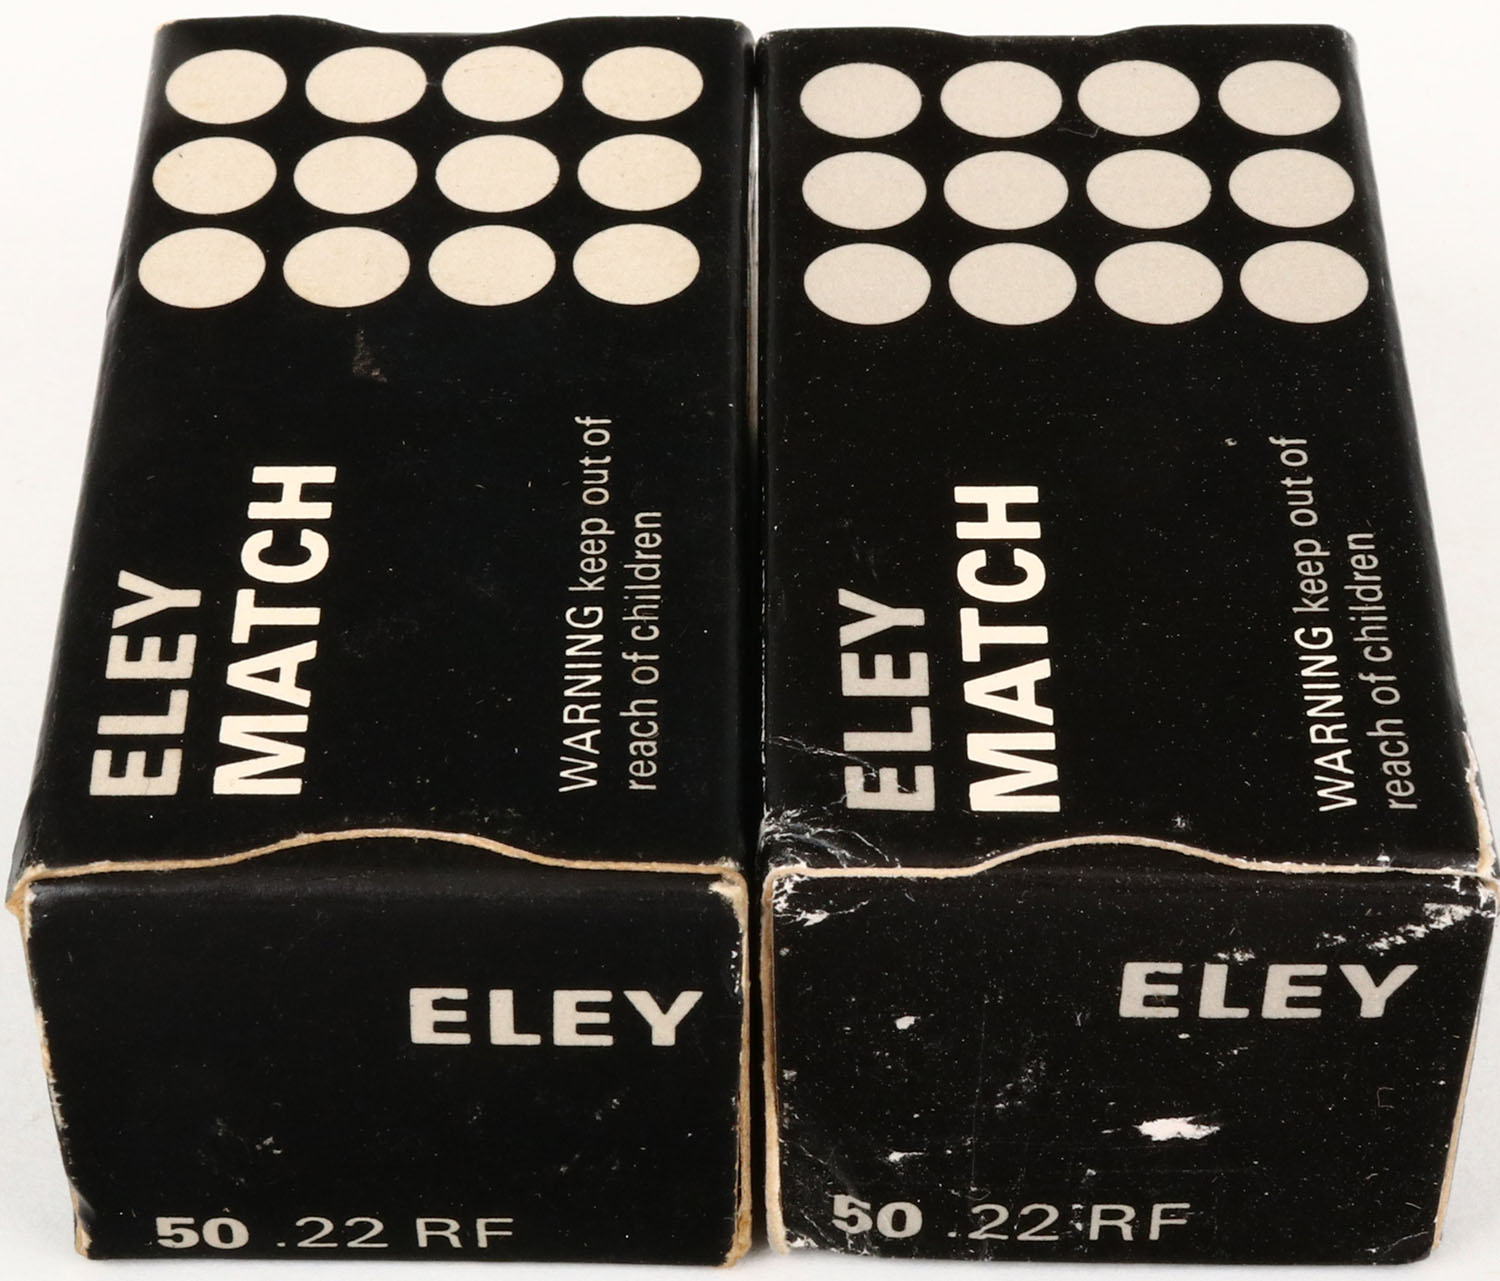 ELEY
MATCH
WARNING keep out of
reach of children
ELEY
50 .22 RF
ELEY
MATCH
WARNING keep out of
reach of children
ELEY
50 .22 RF